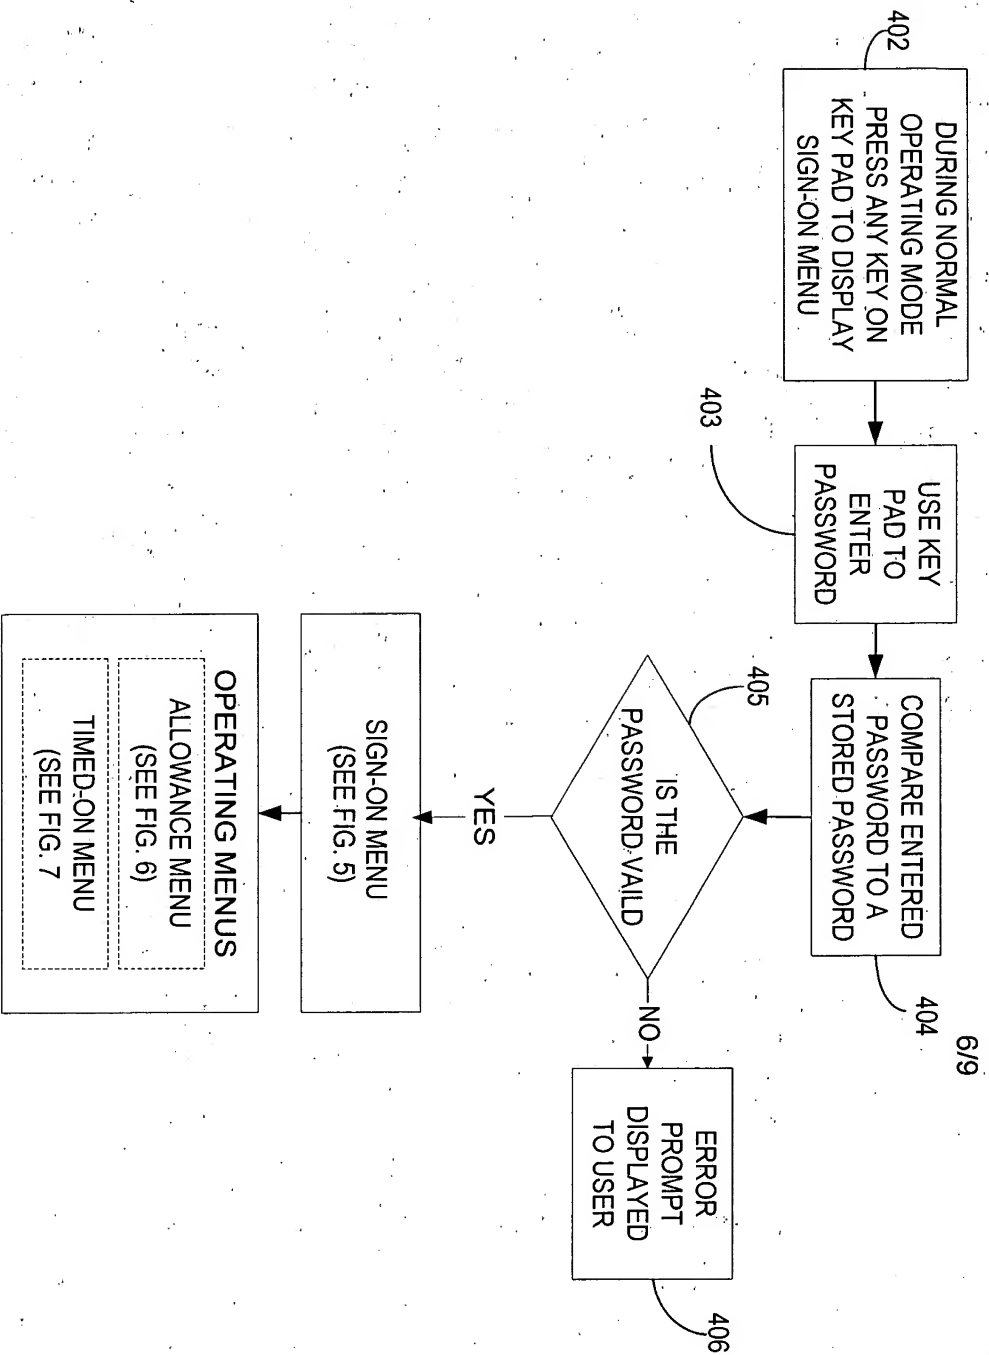 6/9
402
DURING NORMAL
OPERATING MODE
PRESS ANY KEY ON
KEY PAD TO DISPLAY
SIGN-ON MENU
403
USE KEY
PAD TO
ENTER
PASSWORD
404
COMPARE ENTERED
PASSWORD TO A
STORED PASSWORD
405
IS THE
PASSWORD VAILD
NO
ERROR
PROMPT
DISPLAYED
TO USER
406
YES
SIGN-ON MENU
(SEE FIG. 5)
OPERATING MENUS
ALLOWANCE MENU
(SEE FIG. 6)
TIMED-ON MENU
(SEE FIG. 7